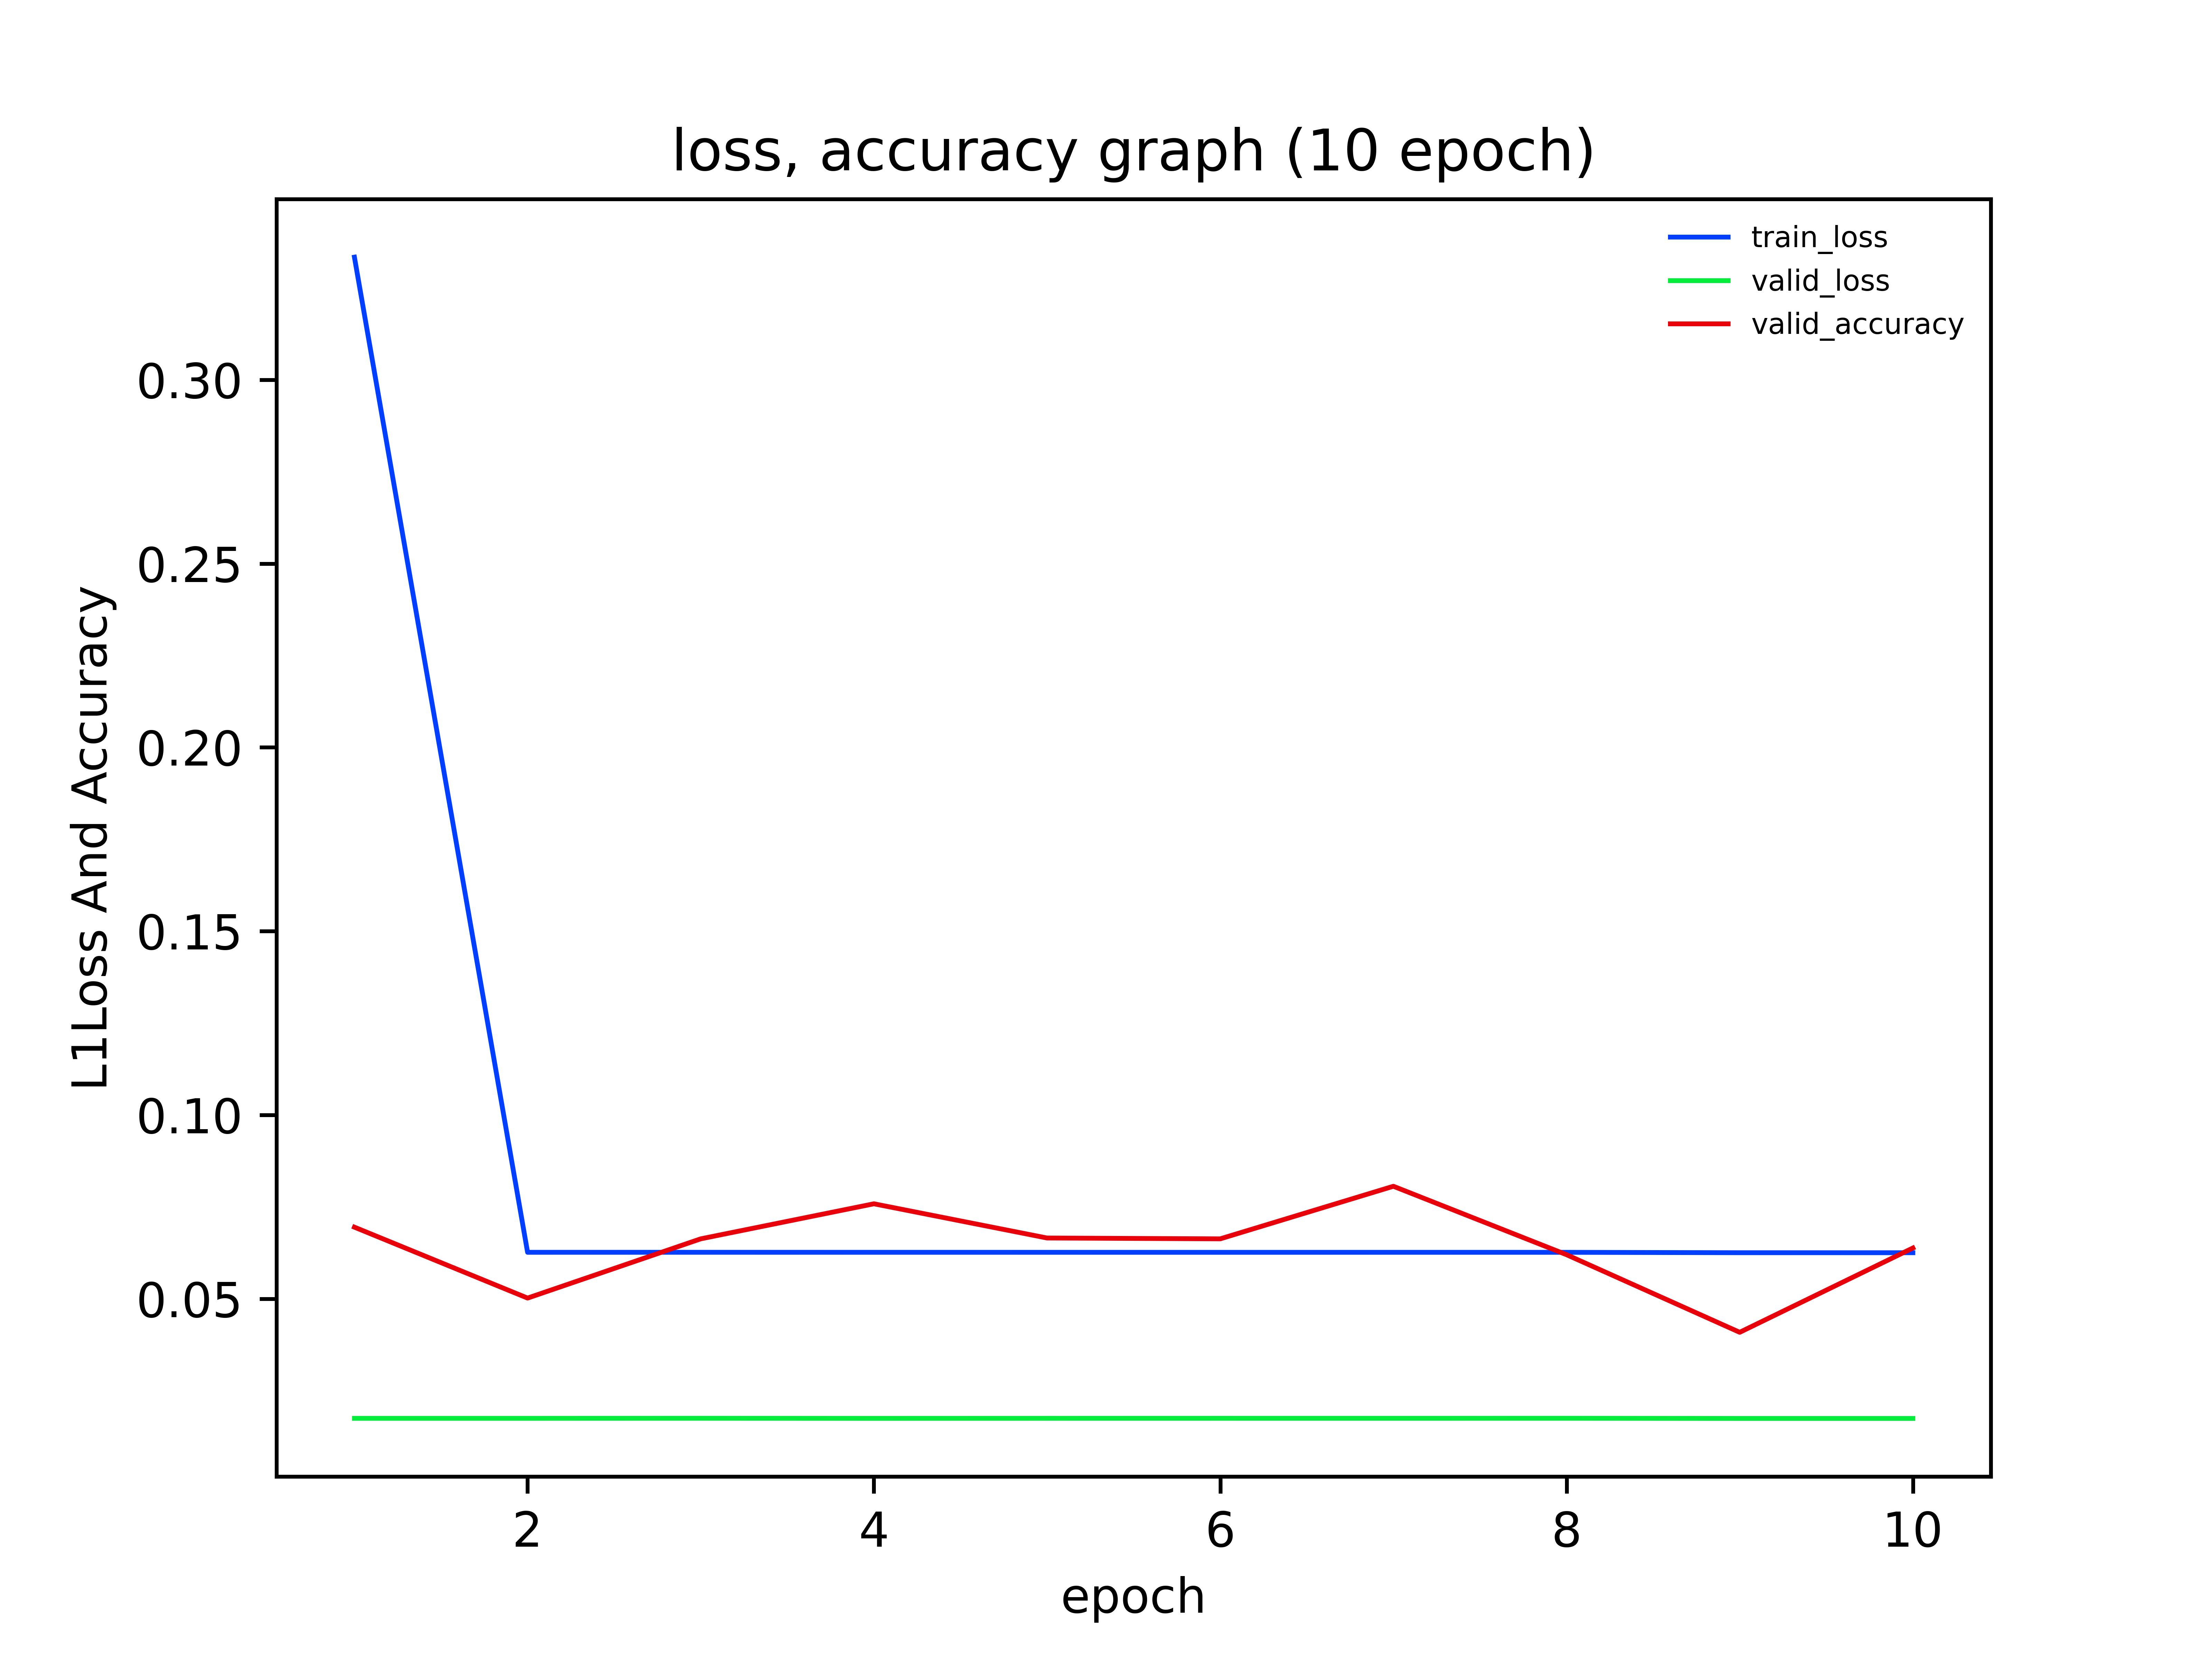 loss, accuracy graph (10 epoch)
train_loss
valid_loss
valid_accuracy
L1Loss And Accuracy
0.30
0.25
0.20
0.15
0.10
0.05
2
4
6
8
10
epoch